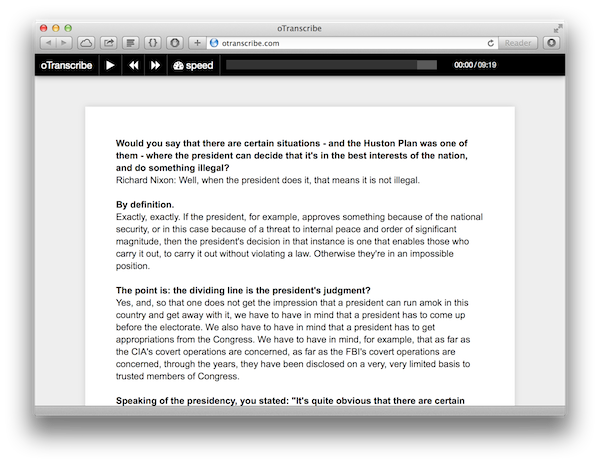 oTranscribe
otranscribe.com
Reader
oTranscribe speed 00:00 / 09:19
Would you say that there are certain situations - and the Huston Plan was one of
them - where the president can decide that it's in the best interests of the nation,
and do something illegal?
Richard Nixon: Well, when the president does it, that means it is not illegal.
By definition.
Exactly, exactly. If the president, for example, approves something because of the national
security, or in this case because of a threat to internal peace and order of significant
magnitude, then the president's decision in that instance is one that enables those who
carry it out, to carry it out without violating a law. Otherwise they're in an impossible
position.
The point is: the dividing line is the president's judgment?
Yes, and, so that one does not get the impression that a president can run amok in this
country and get away with it, we have to have in mind that a president has to come up
before the electorate. We also have to have in mind that a president has to get
appropriations from the Congress. We have to have in mind, for example, that as far as
the CIA's covert operations are concerned, as far as the FBI's covert operations are
concerned, through the years, they have been disclosed on a very, very limited basis to
trusted members of Congress.
Speaking of the presidency, you stated: "It's quite obvious that there are certain